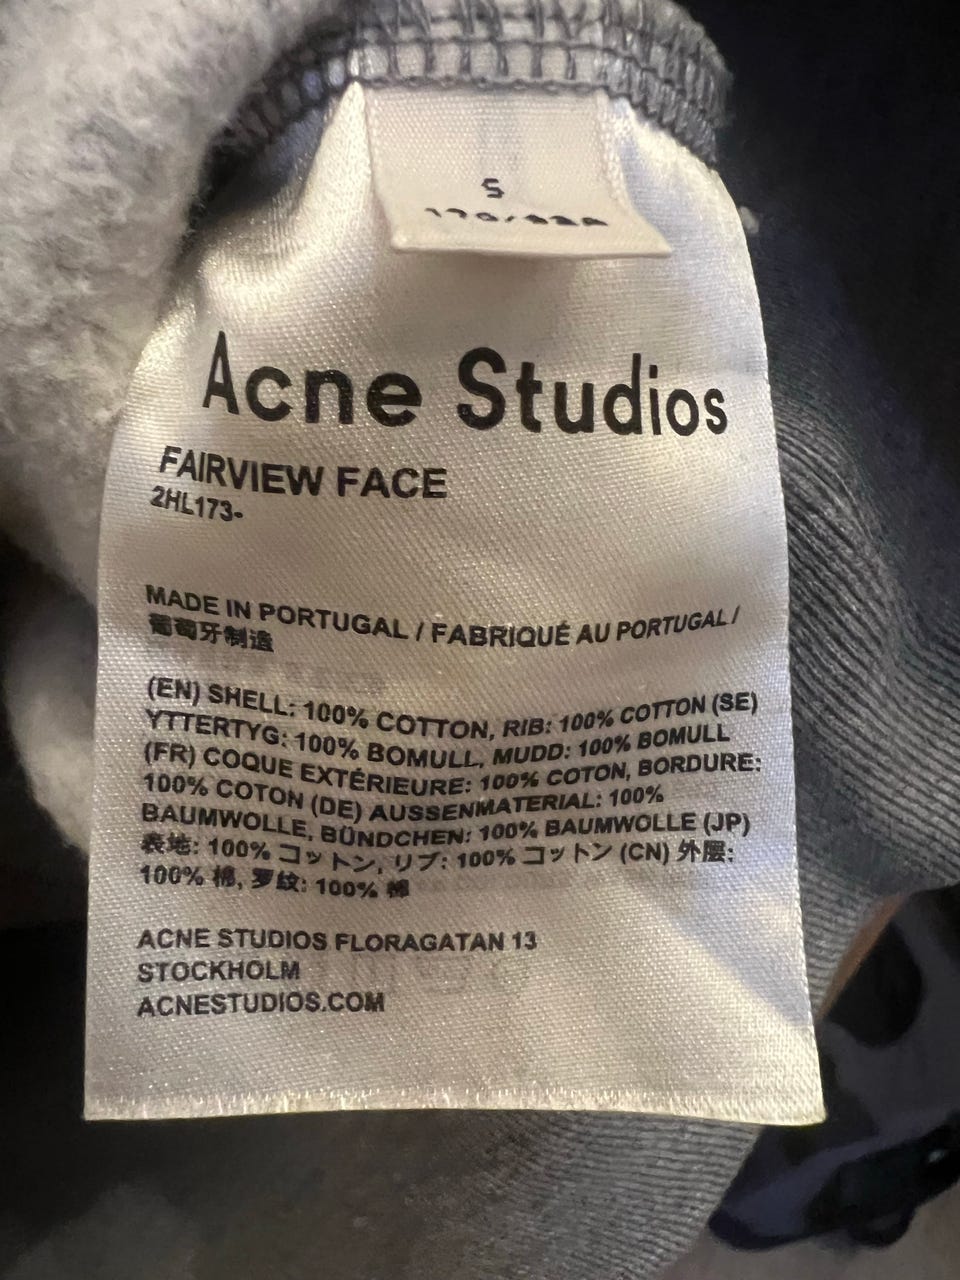 S
170/92A
Acne Studios
FAIRVIEW FACE
2HL173-
MADE IN PORTUGAL / FABRIQUÉ AU PORTUGAL /
葡萄牙制造
(EN) SHELL: 100% COTTON, RIB: 100% COTTON (SE)
YTTERTYG: 100% BOMULL, MUDD: 100% BOMULL
(FR) COQUE EXTÉRIEURE: 100% COTON, BORDURE:
100% COTON (DE) AUSSENMATERIAL: 100%
BAUMWOLLE, BÜNDCHEN: 100% BAUMWOLLE (JP)
表地: 100% コットン, リブ: 100% コットン (CN) 外层:
100% 棉, 罗纹: 100% 棉
ACNE STUDIOS FLORAGATAN 13
STOCKHOLM
ACNESTUDIOS.COM